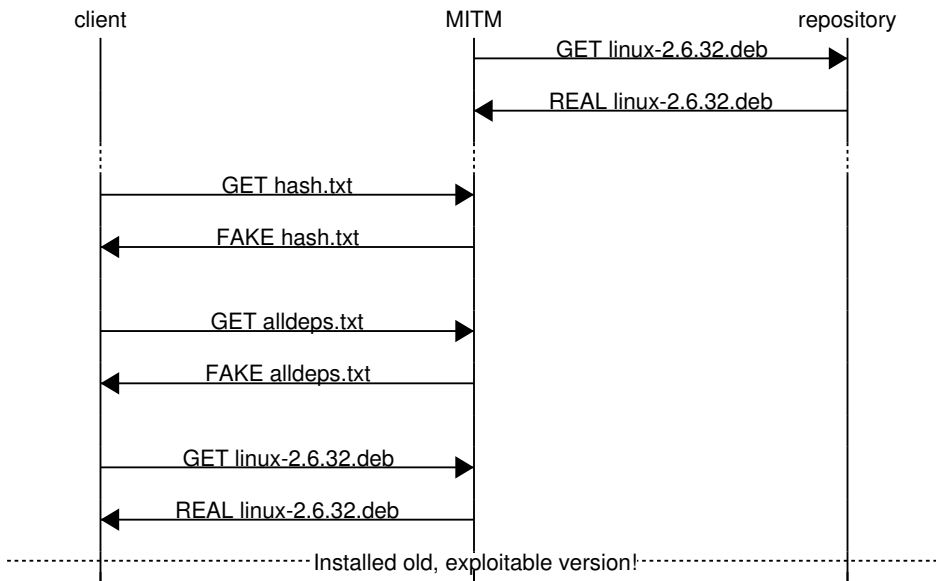 client MITM repository
GET linux-2.6.32.deb
REAL linux-2.6.32.deb
GET hash.txt
FAKE hash.txt
GET alldeps.txt
FAKE alldeps.txt
GET linux-2.6.32.deb
REAL linux-2.6.32.deb
Installed old, exploitable version!